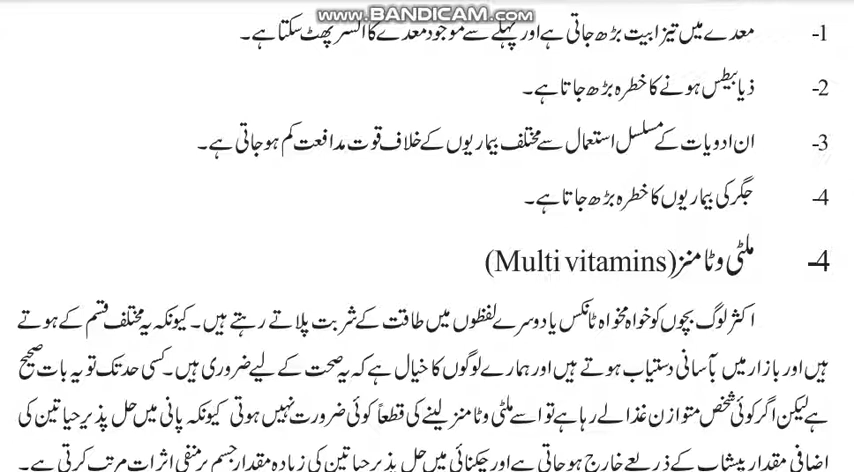 www.BANDICAM.com
1- معدے میں تیزابیت بڑھ جاتی ہے اور پہلے سے موجود معدے کا السر پھٹ سکتا ہے۔
2- ذیابیطس ہونے کا خطرہ بڑھ جاتا ہے۔
3- ان ادویات کے مسلسل استعمال سے مختلف بیماریوں کے خلاف قوت مدافعت کم ہو جاتی ہے۔
4- جگر کی بیماریوں کا خطرہ بڑھ جاتا ہے۔
4- ملٹی وٹامنز (Multi vitamins)
اکثر لوگ بچوں کو خواہ مخواہ ٹانکس یا دوسرے لفظوں میں طاقت کے شربت پلاتے رہتے ہیں۔ کیونکہ یہ مختلف قسم کے ہوتے
ہیں اور بازار میں بآسانی دستیاب ہوتے ہیں اور ہمارے لوگوں کا خیال ہے کہ یہ صحت کے لیے ضروری ہیں۔ کسی حد تک تو یہ بات صحیح
ہے لیکن اگر کوئی شخص متوازن غذا لے رہا ہے تو اسے ملٹی وٹامنز لینے کی قطعاً کوئی ضرورت نہیں ہوتی کیونکہ پانی میں حل پذیر حیاتین کی
اضافی مقدار پیشاب کے ذریعے خارج ہو جاتی ہے اور چکنائی میں حل پذیر حیاتین کی زیادہ مقدار جسم پر منفی اثرات مرتب کرتی ہے۔